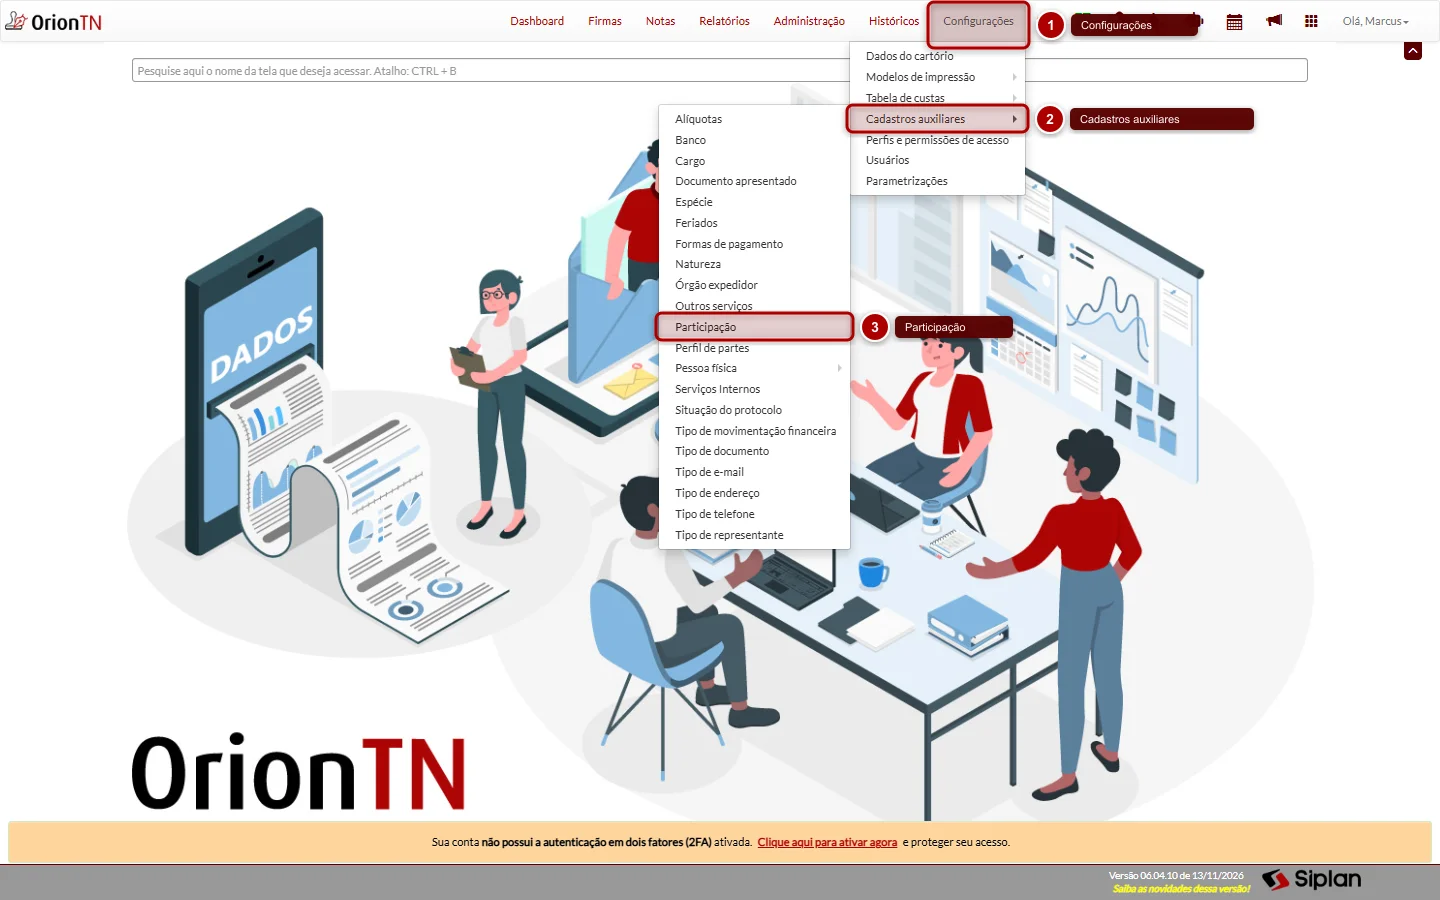 OrionTN
Dashboard
Firmas
Notas
Relatórios
Administração
Históricos
Configurações
1
Configurações
Olá, Marcus
Pesquise aqui o nome da tela que deseja acessar. Atalho: CTRL + B
Dados do cartório
Modelos de impressão
Tabela de custas
Cadastros auxiliares
2
Cadastros auxiliares
Perfis e permissões de acesso
Usuários
Parametrizações
Alíquotas
Banco
Cargo
Documento apresentado
Espécie
Feriados
Formas de pagamento
Natureza
Órgão expedidor
Outros serviços
Participação
3
Participação
Perfil de partes
Pessoa física
Serviços Internos
Situação do protocolo
Tipo de movimentação financeira
Tipo de documento
Tipo de e-mail
Tipo de endereço
Tipo de telefone
Tipo de representante
DADOS
OrionTN
Sua conta não possui a autenticação em dois fatores (2FA) ativada. Clique aqui para ativar agora e proteger seu acesso.
Versão 06.04.10 de 13/11/2026
Saiba as novidades dessa versão!
Siplan